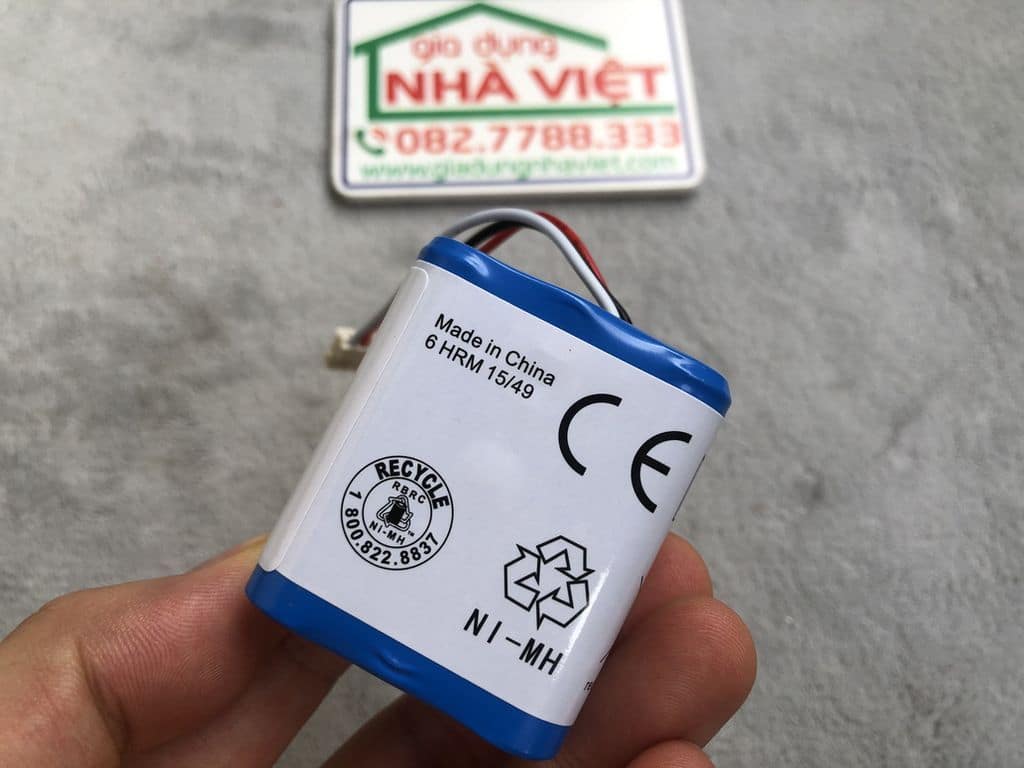 gia dụng
NHÀ VIỆT
082.7788.333
www.giadungnhaviet.com
Made in China
6 HRM 15/49
CE
RECYCLE
RBRC
NI-MH™
1 800.822.8837
NI-MH